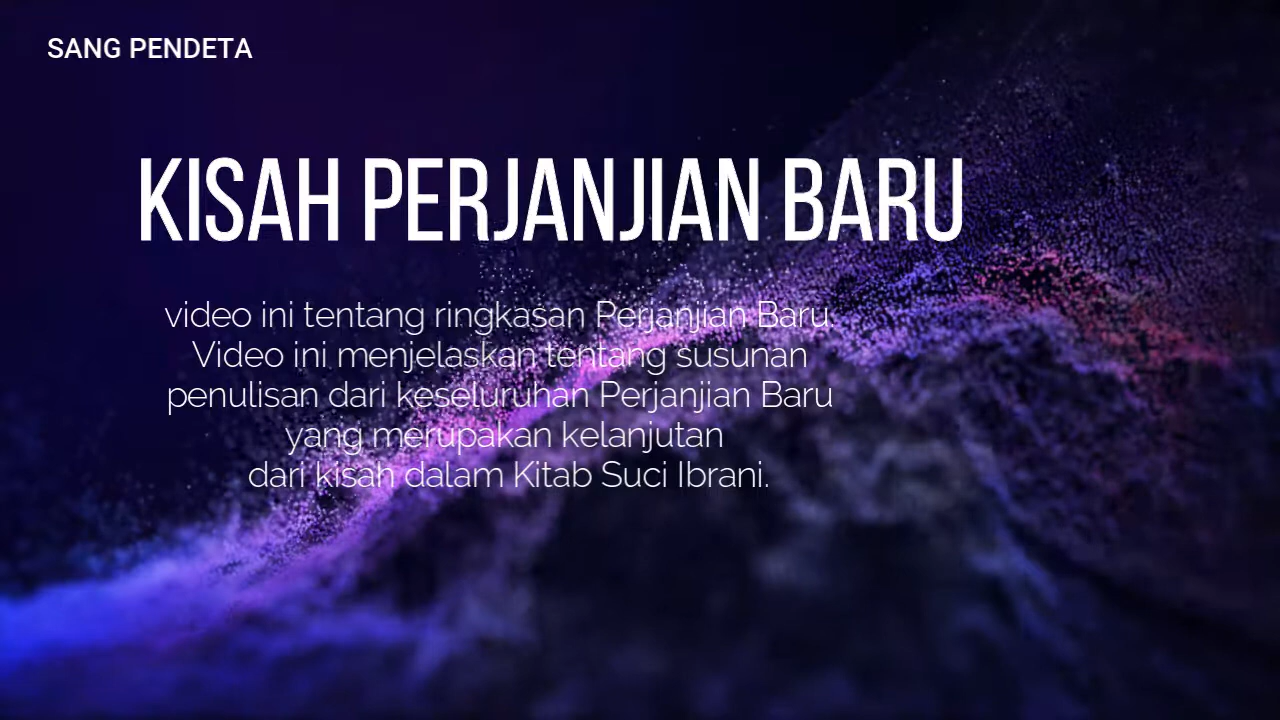 SANG PENDETA
KISAH PERJANJIAN BARU
video ini tentang ringkasan Perjanjian Baru.
Video ini menjelaskan tentang susunan
penulisan dari keseluruhan Perjanjian Baru
yang merupakan kelanjutan
dari kisah dalam Kitab Suci Ibrani.